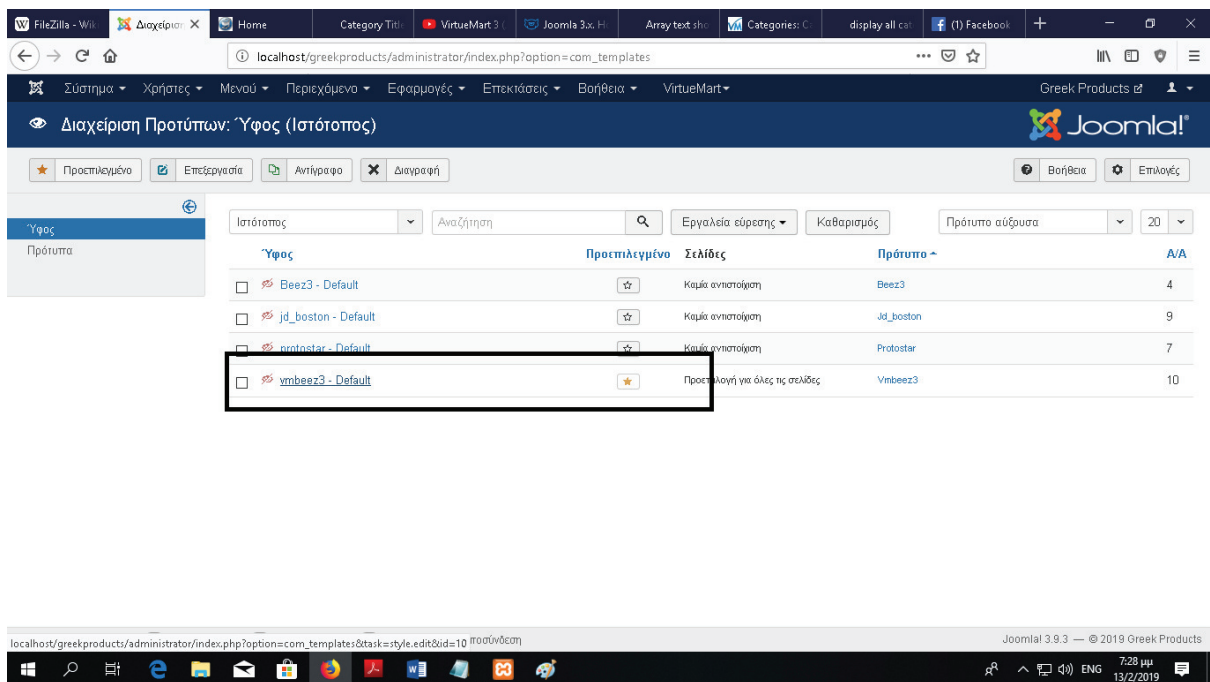 FileZilla - Wik
Διαχείριση
Home
Category Title
VirtueMart 3 (
Joomla 3.x. H
Array text sho
Categories: C
display all cat
(1) Facebook
localhost/greekproducts/administrator/index.php?option=com_templates
Σύστημα Χρήστες Μενού Περιεχόμενο Εφαρμογές Επεκτάσεις Βοήθεια VirtueMart Greek Products
Διαχείριση Προτύπων: Ύφος (Ιστότοπος) Joomla!®
Προεπιλεγμένο Επεξεργασία Αντίγραφο Διαγραφή Βοήθεια Επιλογές
Ύφος
Πρότυπα
Ιστότοπος Αναζήτηση Εργαλεία εύρεσης Καθαρισμός Πρότυπο αύξουσα 20
Ύφος Προεπιλεγμένο Σελίδες Πρότυπο Α/Α
Beez3 - Default Καμία αντιστοίχιση Beez3 4
jd_boston - Default Καμία αντιστοίχιση Jd_boston 9
protostar - Default Καμία αντιστοίχιση Protostar 7
vmbeez3 - Default Προεπιλογή για όλες τις σελίδες Vmbeez3 10
localhost/greekproducts/administrator/index.php?option=com_templates&task=style.edit&id=10 ποσύνδεση Joomla! 3.9.3 — © 2019 Greek Products
ENG 7:28 μμ
13/2/2019